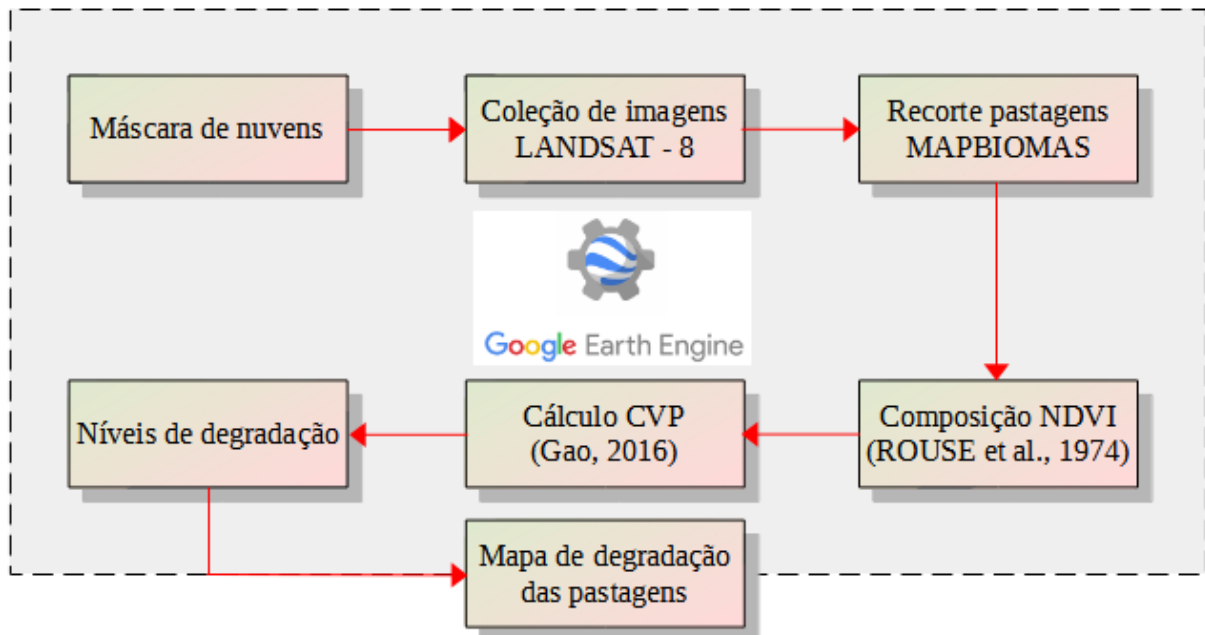 Máscara de nuvens
Coleção de imagens
LANDSAT - 8
Recorte pastagens
MAPBIOMAS
Google Earth Engine
Composição NDVI
(ROUSE et al., 1974)
Cálculo CVP
(Gao, 2016)
Níveis de degradação
Mapa de degradação
das pastagens